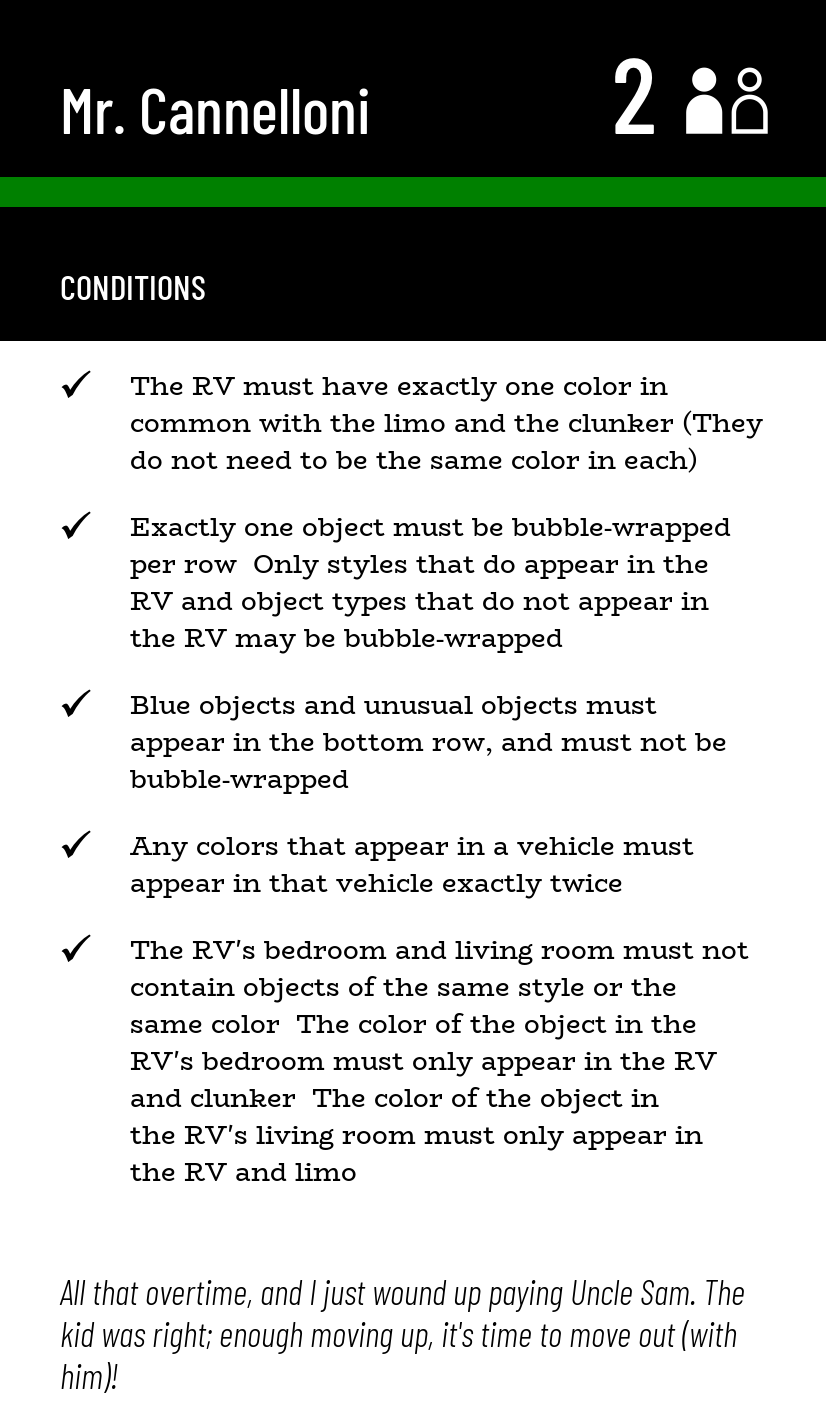 Mr. Cannelloni 2
CONDITIONS
✓ The RV must have exactly one color in
common with the limo and the clunker (They
do not need to be the same color in each)
✓ Exactly one object must be bubble-wrapped
per row  Only styles that do appear in the
RV and object types that do not appear in
the RV may be bubble-wrapped
✓ Blue objects and unusual objects must
appear in the bottom row, and must not be
bubble-wrapped
✓ Any colors that appear in a vehicle must
appear in that vehicle exactly twice
✓ The RV's bedroom and living room must not
contain objects of the same style or the
same color  The color of the object in the
RV's bedroom must only appear in the RV
and clunker  The color of the object in
the RV's living room must only appear in
the RV and limo
All that overtime, and I just wound up paying Uncle Sam. The
kid was right; enough moving up, it's time to move out (with
him)!